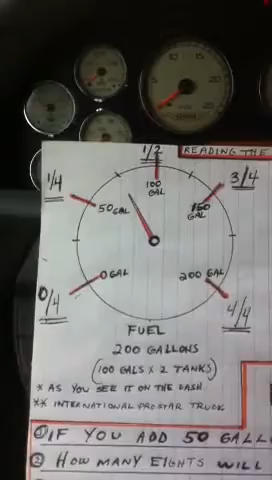 READING THE
1/2
1/4
3/4
100
GAL
50 GAL
150
GAL
0 GAL
200 GAL
0/4
4/4
FUEL
200 GALLONS
(100 GALS X 2 TANKS)
* AS YOU SEE IT ON THE DASH
** INTERNATIONAL PROSTAR TRUCK
① IF YOU ADD 50 GALL
② HOW MANY EIGHTS WILL